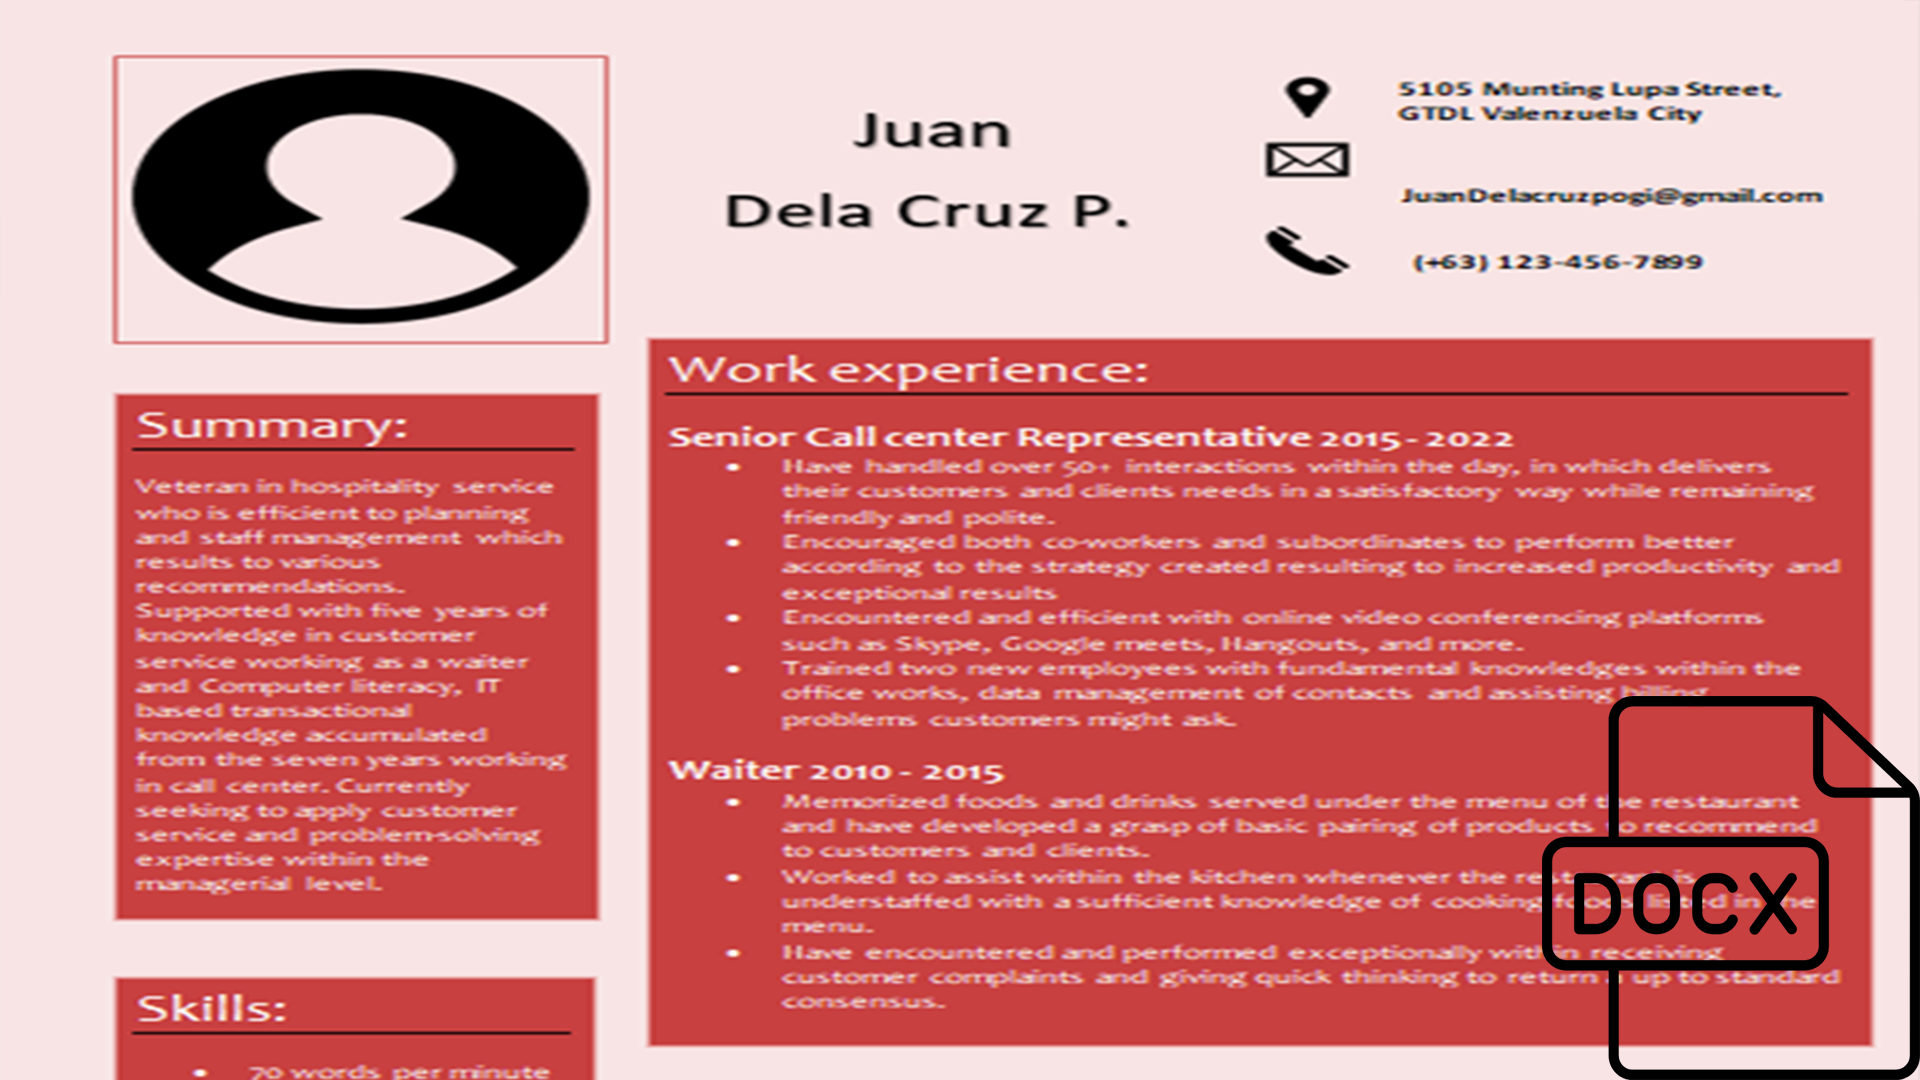 Juan
Dela Cruz P.
5105 Munting Lupa Street,
GTDL Valenzuela City
JuanDelacruzpogi@gmail.com
(+63) 123-456-7899
Summary:
Veteran in hospitality service
who is efficient to planning
and staff management which
results to various
recommendations.
Supported with five years of
knowledge in customer
service working as a waiter
and Computer literacy, IT
based transactional
knowledge accumulated
from the seven years working
in call center. Currently
seeking to apply customer
service and problem-solving
expertise within the
managerial level.
Skills:
• 70 words per minute
Work experience:
Senior Call center Representative 2015 - 2022
• Have handled over 50+ interactions within the day, in which delivers
their customers and clients needs in a satisfactory way while remaining
friendly and polite.
• Encouraged both co-workers and subordinates to perform better
according to the strategy created resulting to increased productivity and
exceptional results
• Encountered and efficient with online video conferencing platforms
such as Skype, Google meets, Hangouts, and more.
• Trained two new employees with fundamental knowledges within the
office works, data management of contacts and assisting billing
problems customers might ask.
Waiter 2010 - 2015
• Memorized foods and drinks served under the menu of the restaurant
and have developed a grasp of basic pairing of products to recommend
to customers and clients.
• Worked to assist within the kitchen whenever the restaurant is
understaffed with a sufficient knowledge of cooking foods listed in the
menu.
• Have encountered and performed exceptionally within receiving
customer complaints and giving quick thinking to return up to standard
consensus.
DOCX